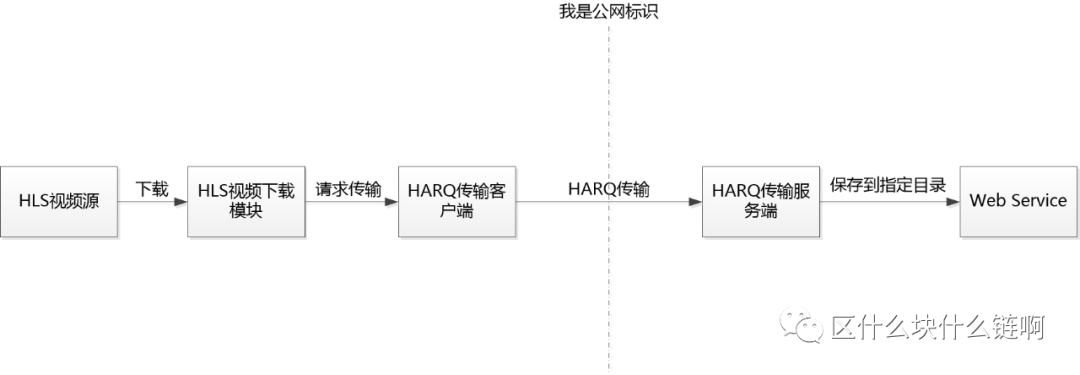 我是公网标识
HLS视频源
下载
HLS视频下载
模块
请求传输
HARQ传输客
户端
HARQ传输
HARQ传输服
务端
保存到指定目录
Web Service
区什么块什么链啊